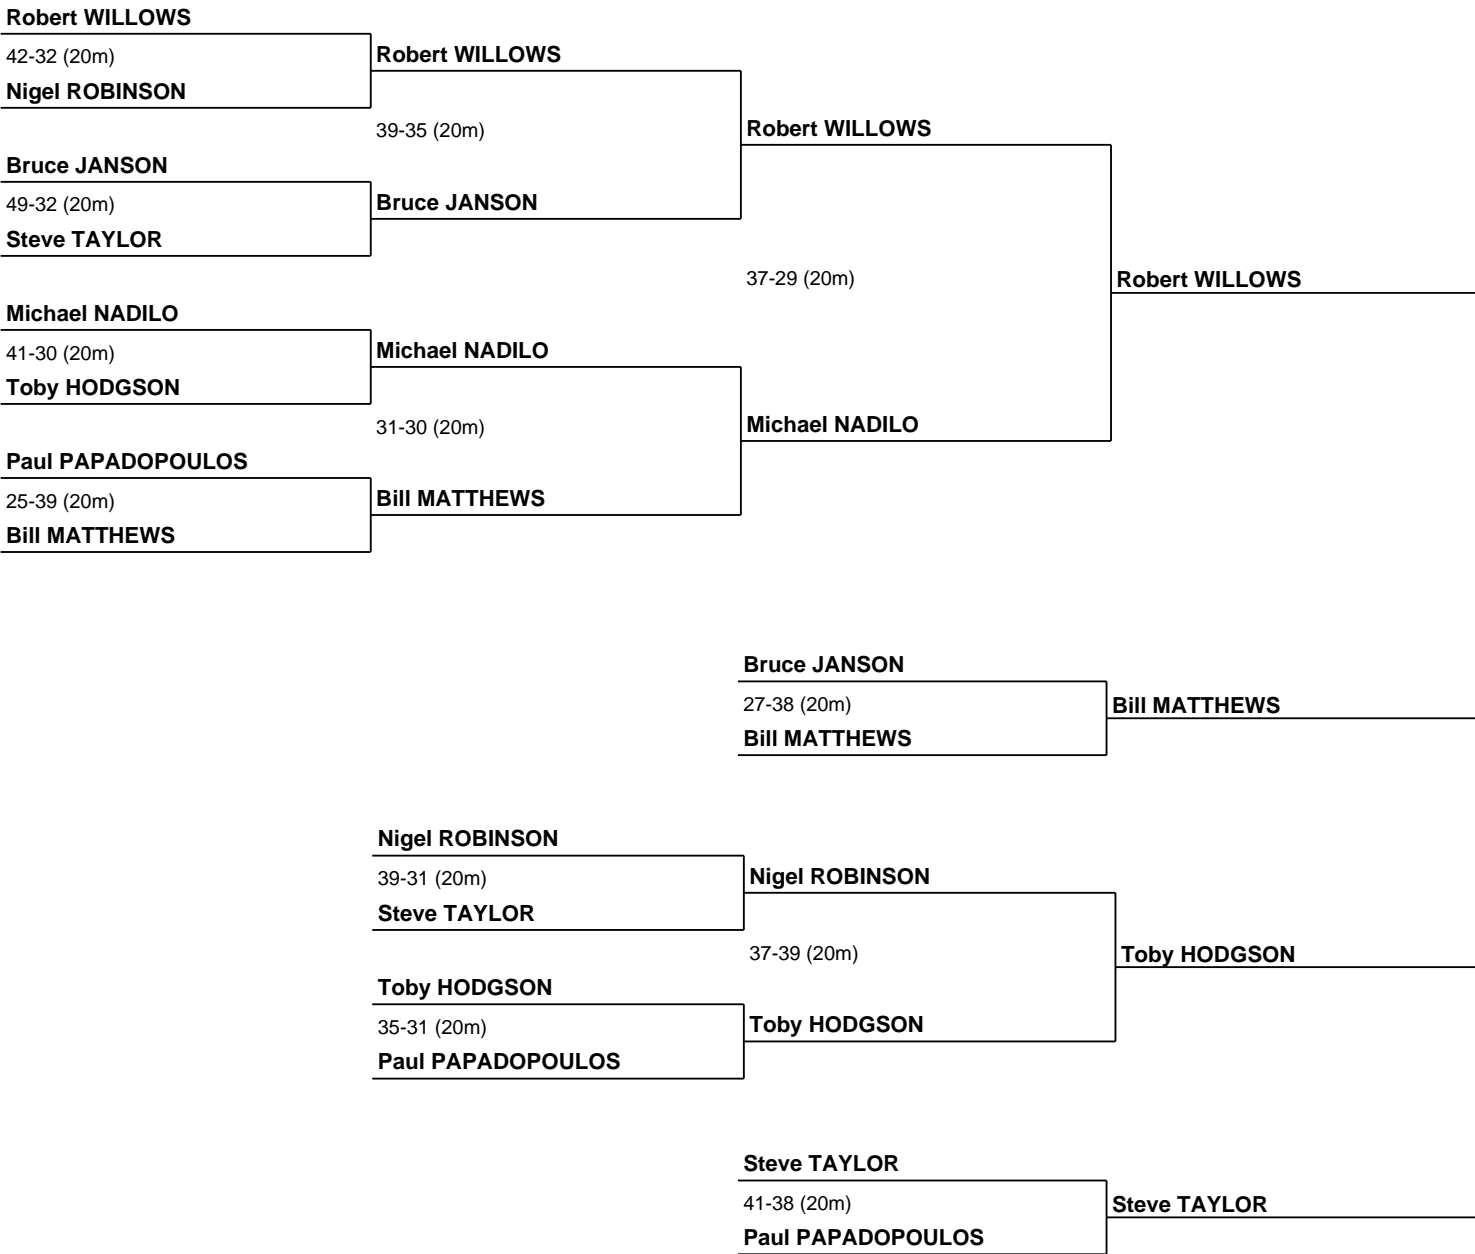 Robert WILLOWS
42-32 (20m)
Robert WILLOWS
Nigel ROBINSON
39-35 (20m)
Robert WILLOWS
Bruce JANSON
49-32 (20m)
Bruce JANSON
Steve TAYLOR
37-29 (20m)
Robert WILLOWS
Michael NADILO
41-30 (20m)
Michael NADILO
Toby HODGSON
31-30 (20m)
Michael NADILO
Paul PAPADOPOULOS
25-39 (20m)
Bill MATTHEWS
Bill MATTHEWS
Bruce JANSON
27-38 (20m)
Bill MATTHEWS
Bill MATTHEWS
Nigel ROBINSON
39-31 (20m)
Nigel ROBINSON
Steve TAYLOR
37-39 (20m)
Toby HODGSON
Toby HODGSON
35-31 (20m)
Toby HODGSON
Paul PAPADOPOULOS
Steve TAYLOR
41-38 (20m)
Steve TAYLOR
Paul PAPADOPOULOS